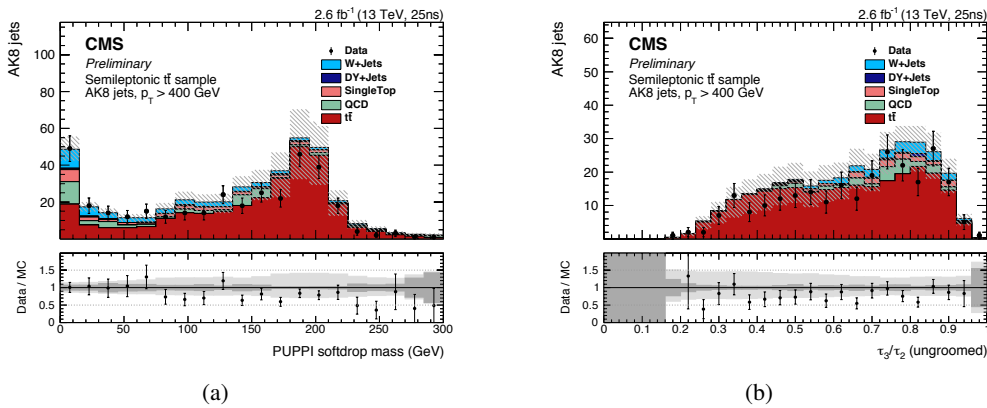 2.6 fb⁻¹ (13 TeV, 25ns)
AK8 jets
100
80
60
40
20
0
CMS
Preliminary
Semileptonic tt̄ sample
AK8 jets, p_T > 400 GeV
Data
W+Jets
DY+Jets
SingleTop
QCD
tt̄
Data / MC
1.5
1
0.5
0
0 50 100 150 200 250 300
PUPPI softdrop mass (GeV)
(a)
2.6 fb⁻¹ (13 TeV, 25ns)
AK8 jets
60
50
40
30
20
10
CMS
Preliminary
Semileptonic tt̄ sample
AK8 jets, p_T > 400 GeV
Data
W+Jets
DY+Jets
SingleTop
QCD
tt̄
Data / MC
1.5
1
0.5
0
0 0.1 0.2 0.3 0.4 0.5 0.6 0.7 0.8 0.9 1
τ₃/τ₂ (ungroomed)
(b)